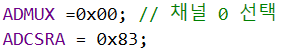 ADMUX =0x00; // 채널 0 선택
ADCSRA = 0x83;